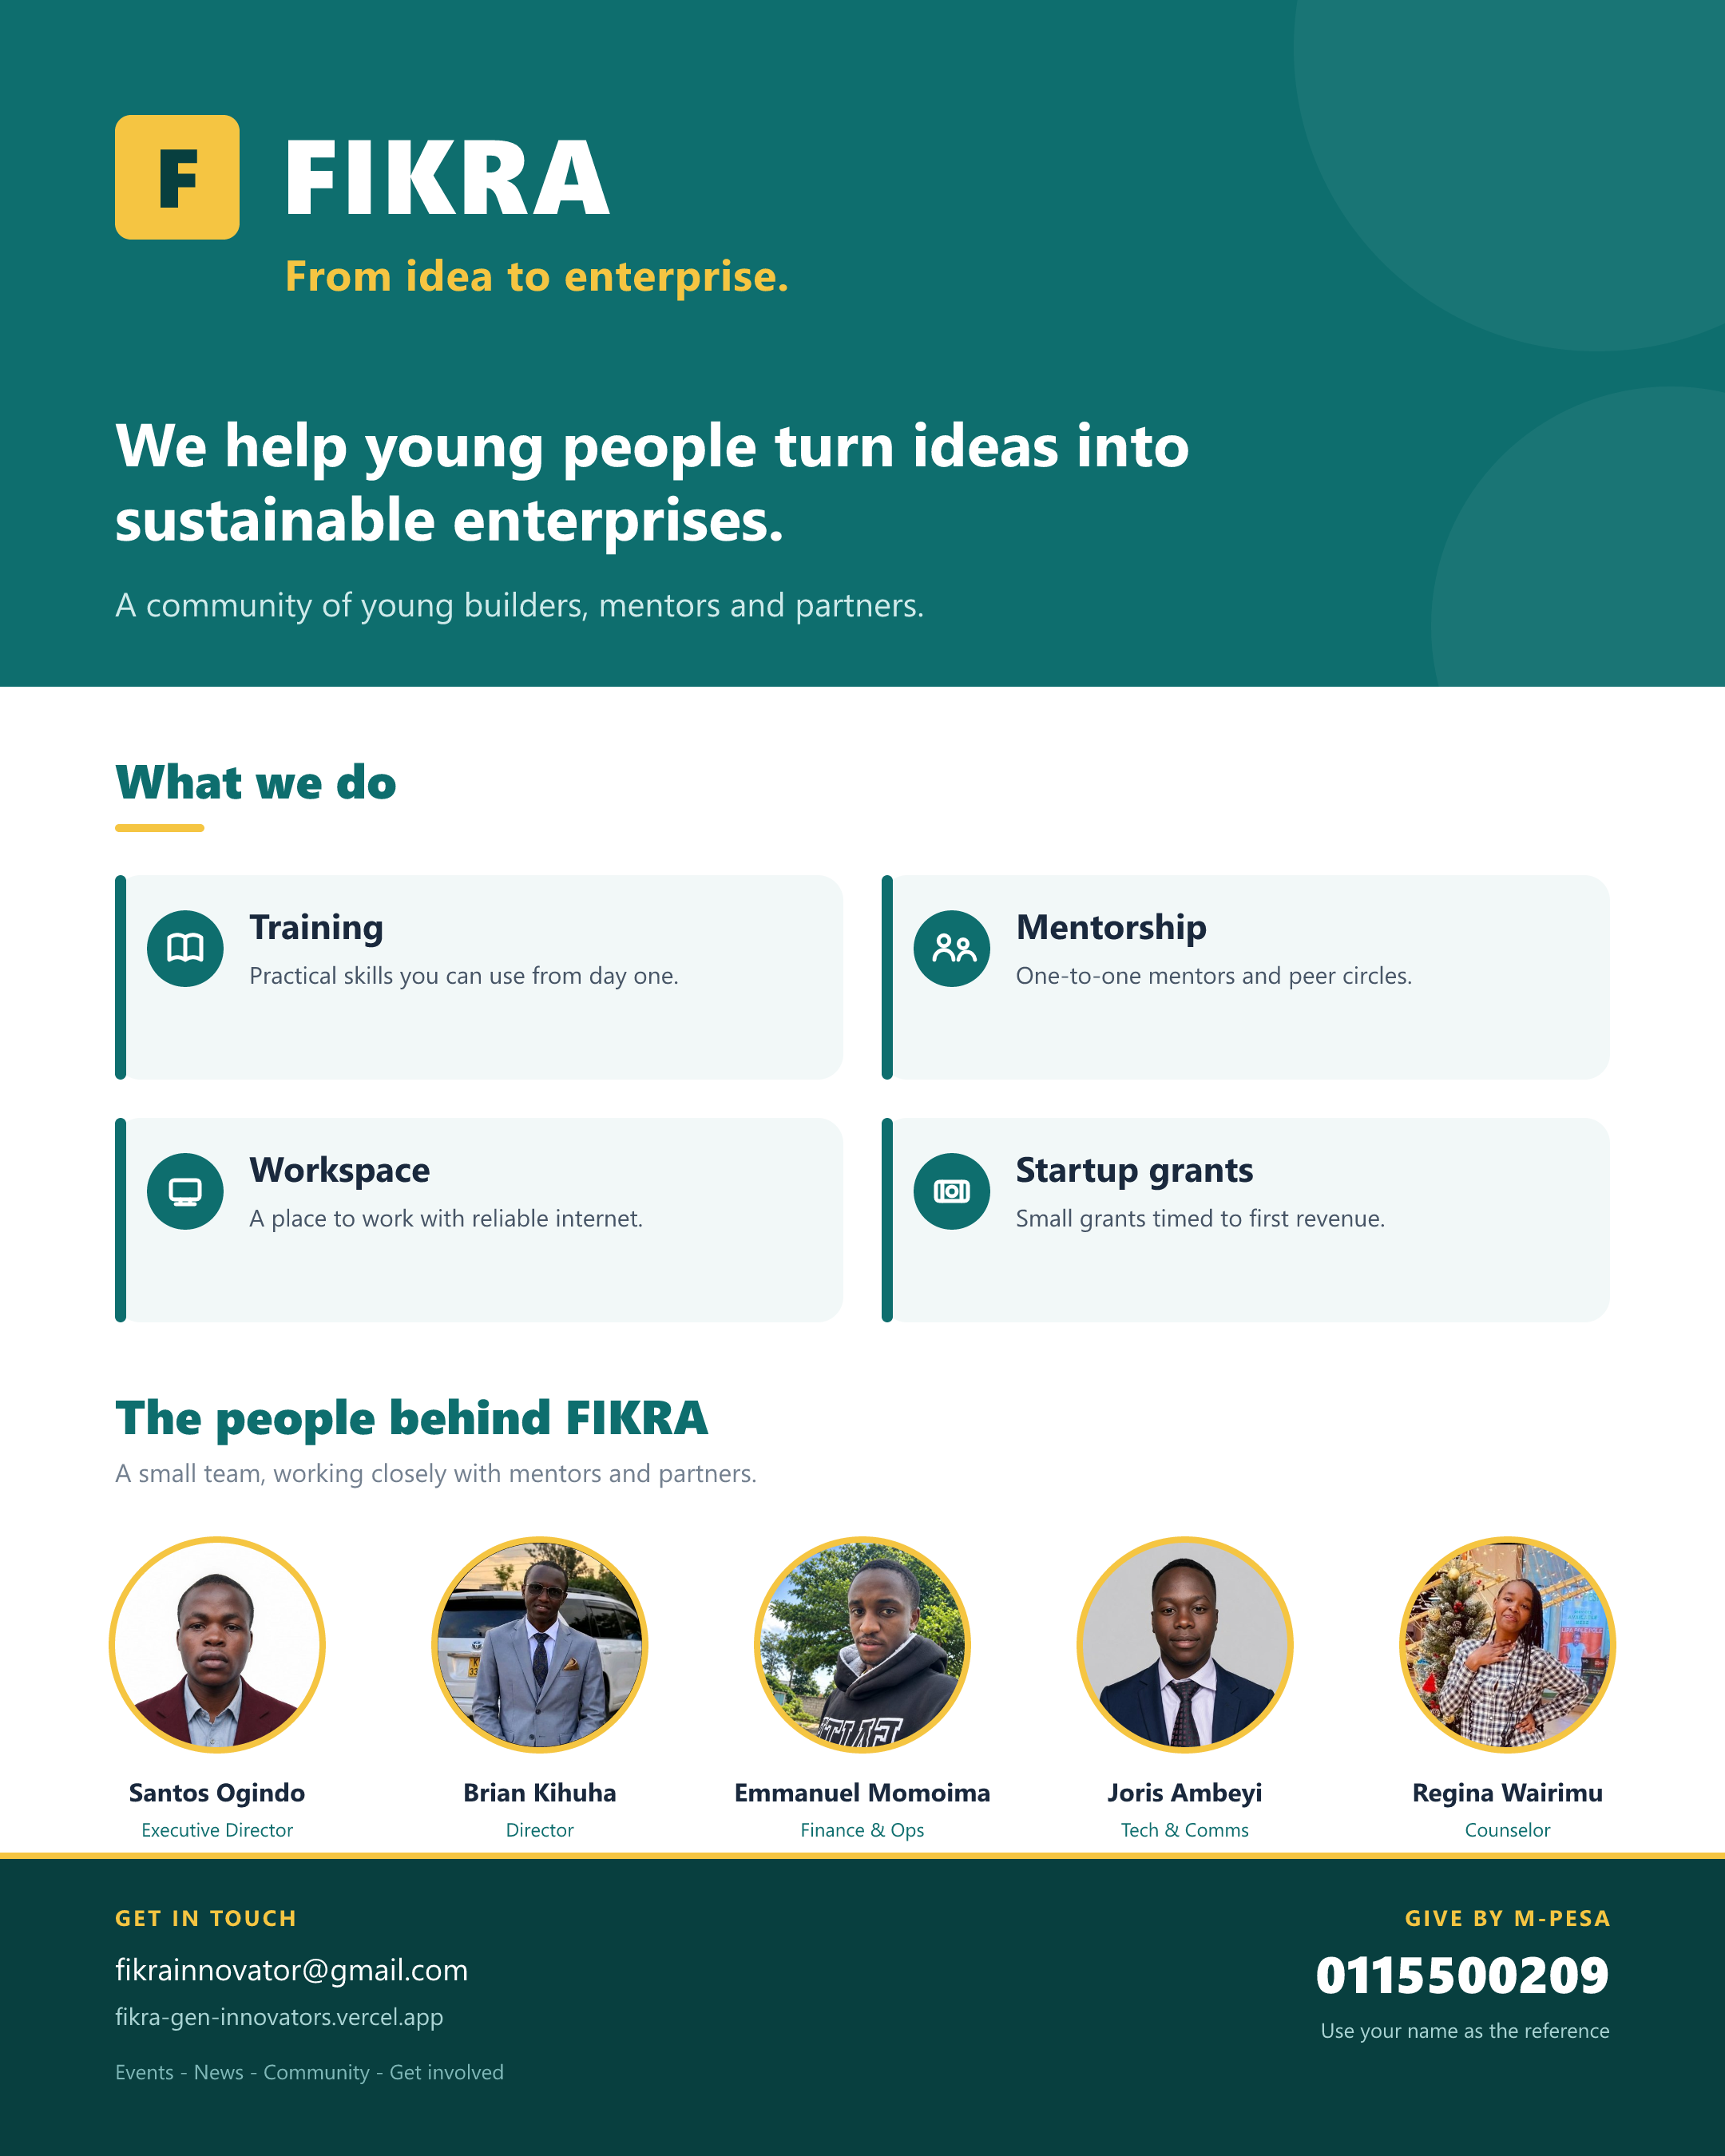 F
FIKRA
From idea to enterprise.
We help young people turn ideas into
sustainable enterprises.
A community of young builders, mentors and partners.
What we do
Training
Practical skills you can use from day one.
Mentorship
One-to-one mentors and peer circles.
Workspace
A place to work with reliable internet.
Startup grants
Small grants timed to first revenue.
The people behind FIKRA
A small team, working closely with mentors and partners.
Santos Ogindo
Executive Director
Brian Kihuha
Director
Emmanuel Momoima
Finance & Ops
Joris Ambeyi
Tech & Comms
Regina Wairimu
Counselor
GET IN TOUCH
fikrainnovator@gmail.com
fikra-gen-innovators.vercel.app
Events - News - Community - Get involved
GIVE BY M-PESA
0115500209
Use your name as the reference